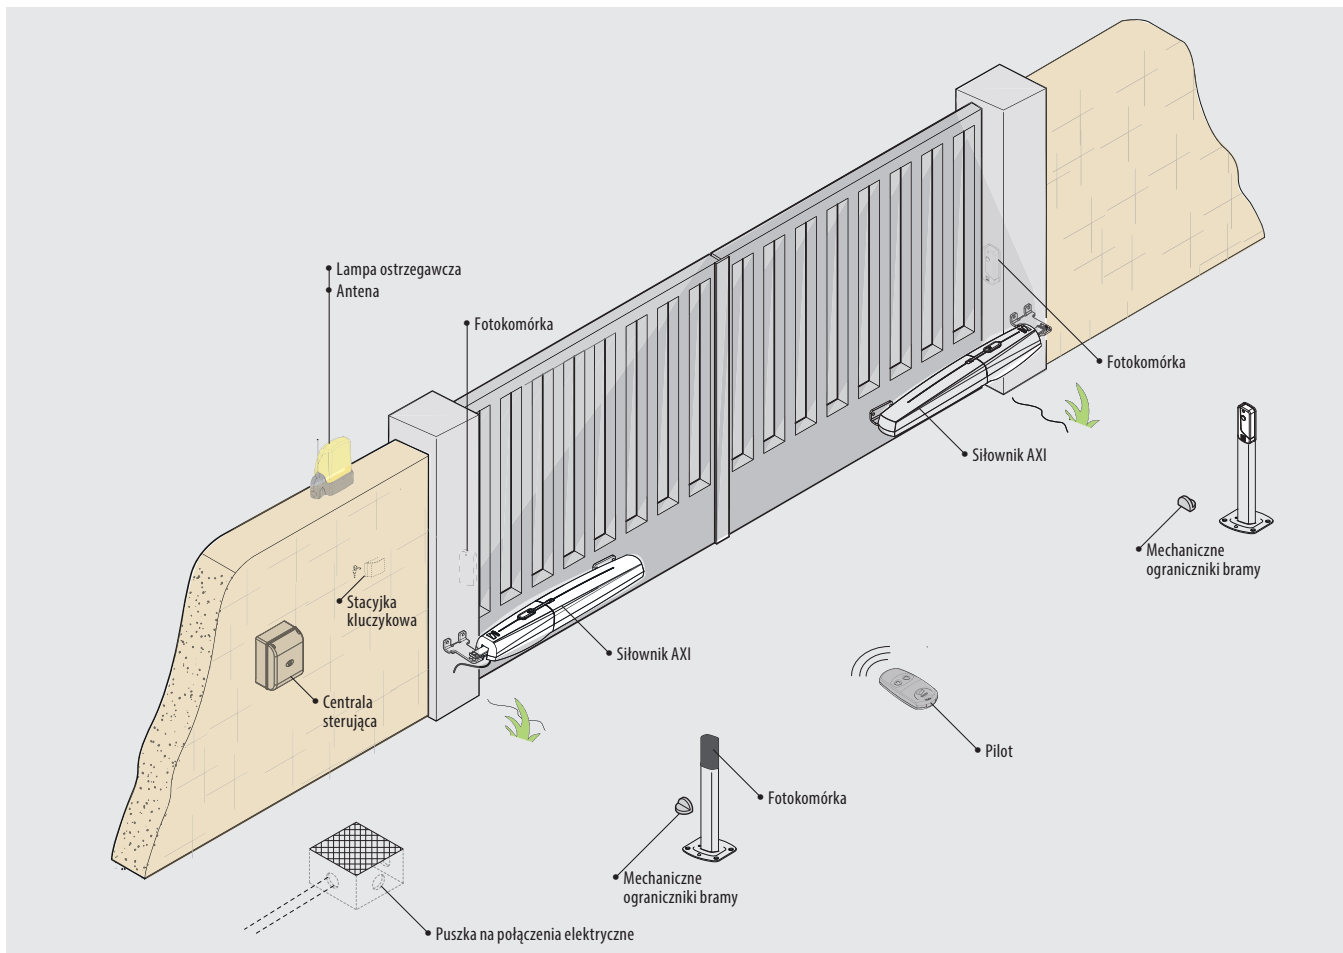 Lampa ostrzegawcza
Antena
Fotokomórka
Fotokomórka
Siłownik AXI
Mechaniczne
ograniczniki bramy
Stacyjka
kluczykowa
Siłownik AXI
Centrala
sterująca
Pilot
Fotokomórka
Mechaniczne
ograniczniki bramy
Puszka na połączenia elektryczne